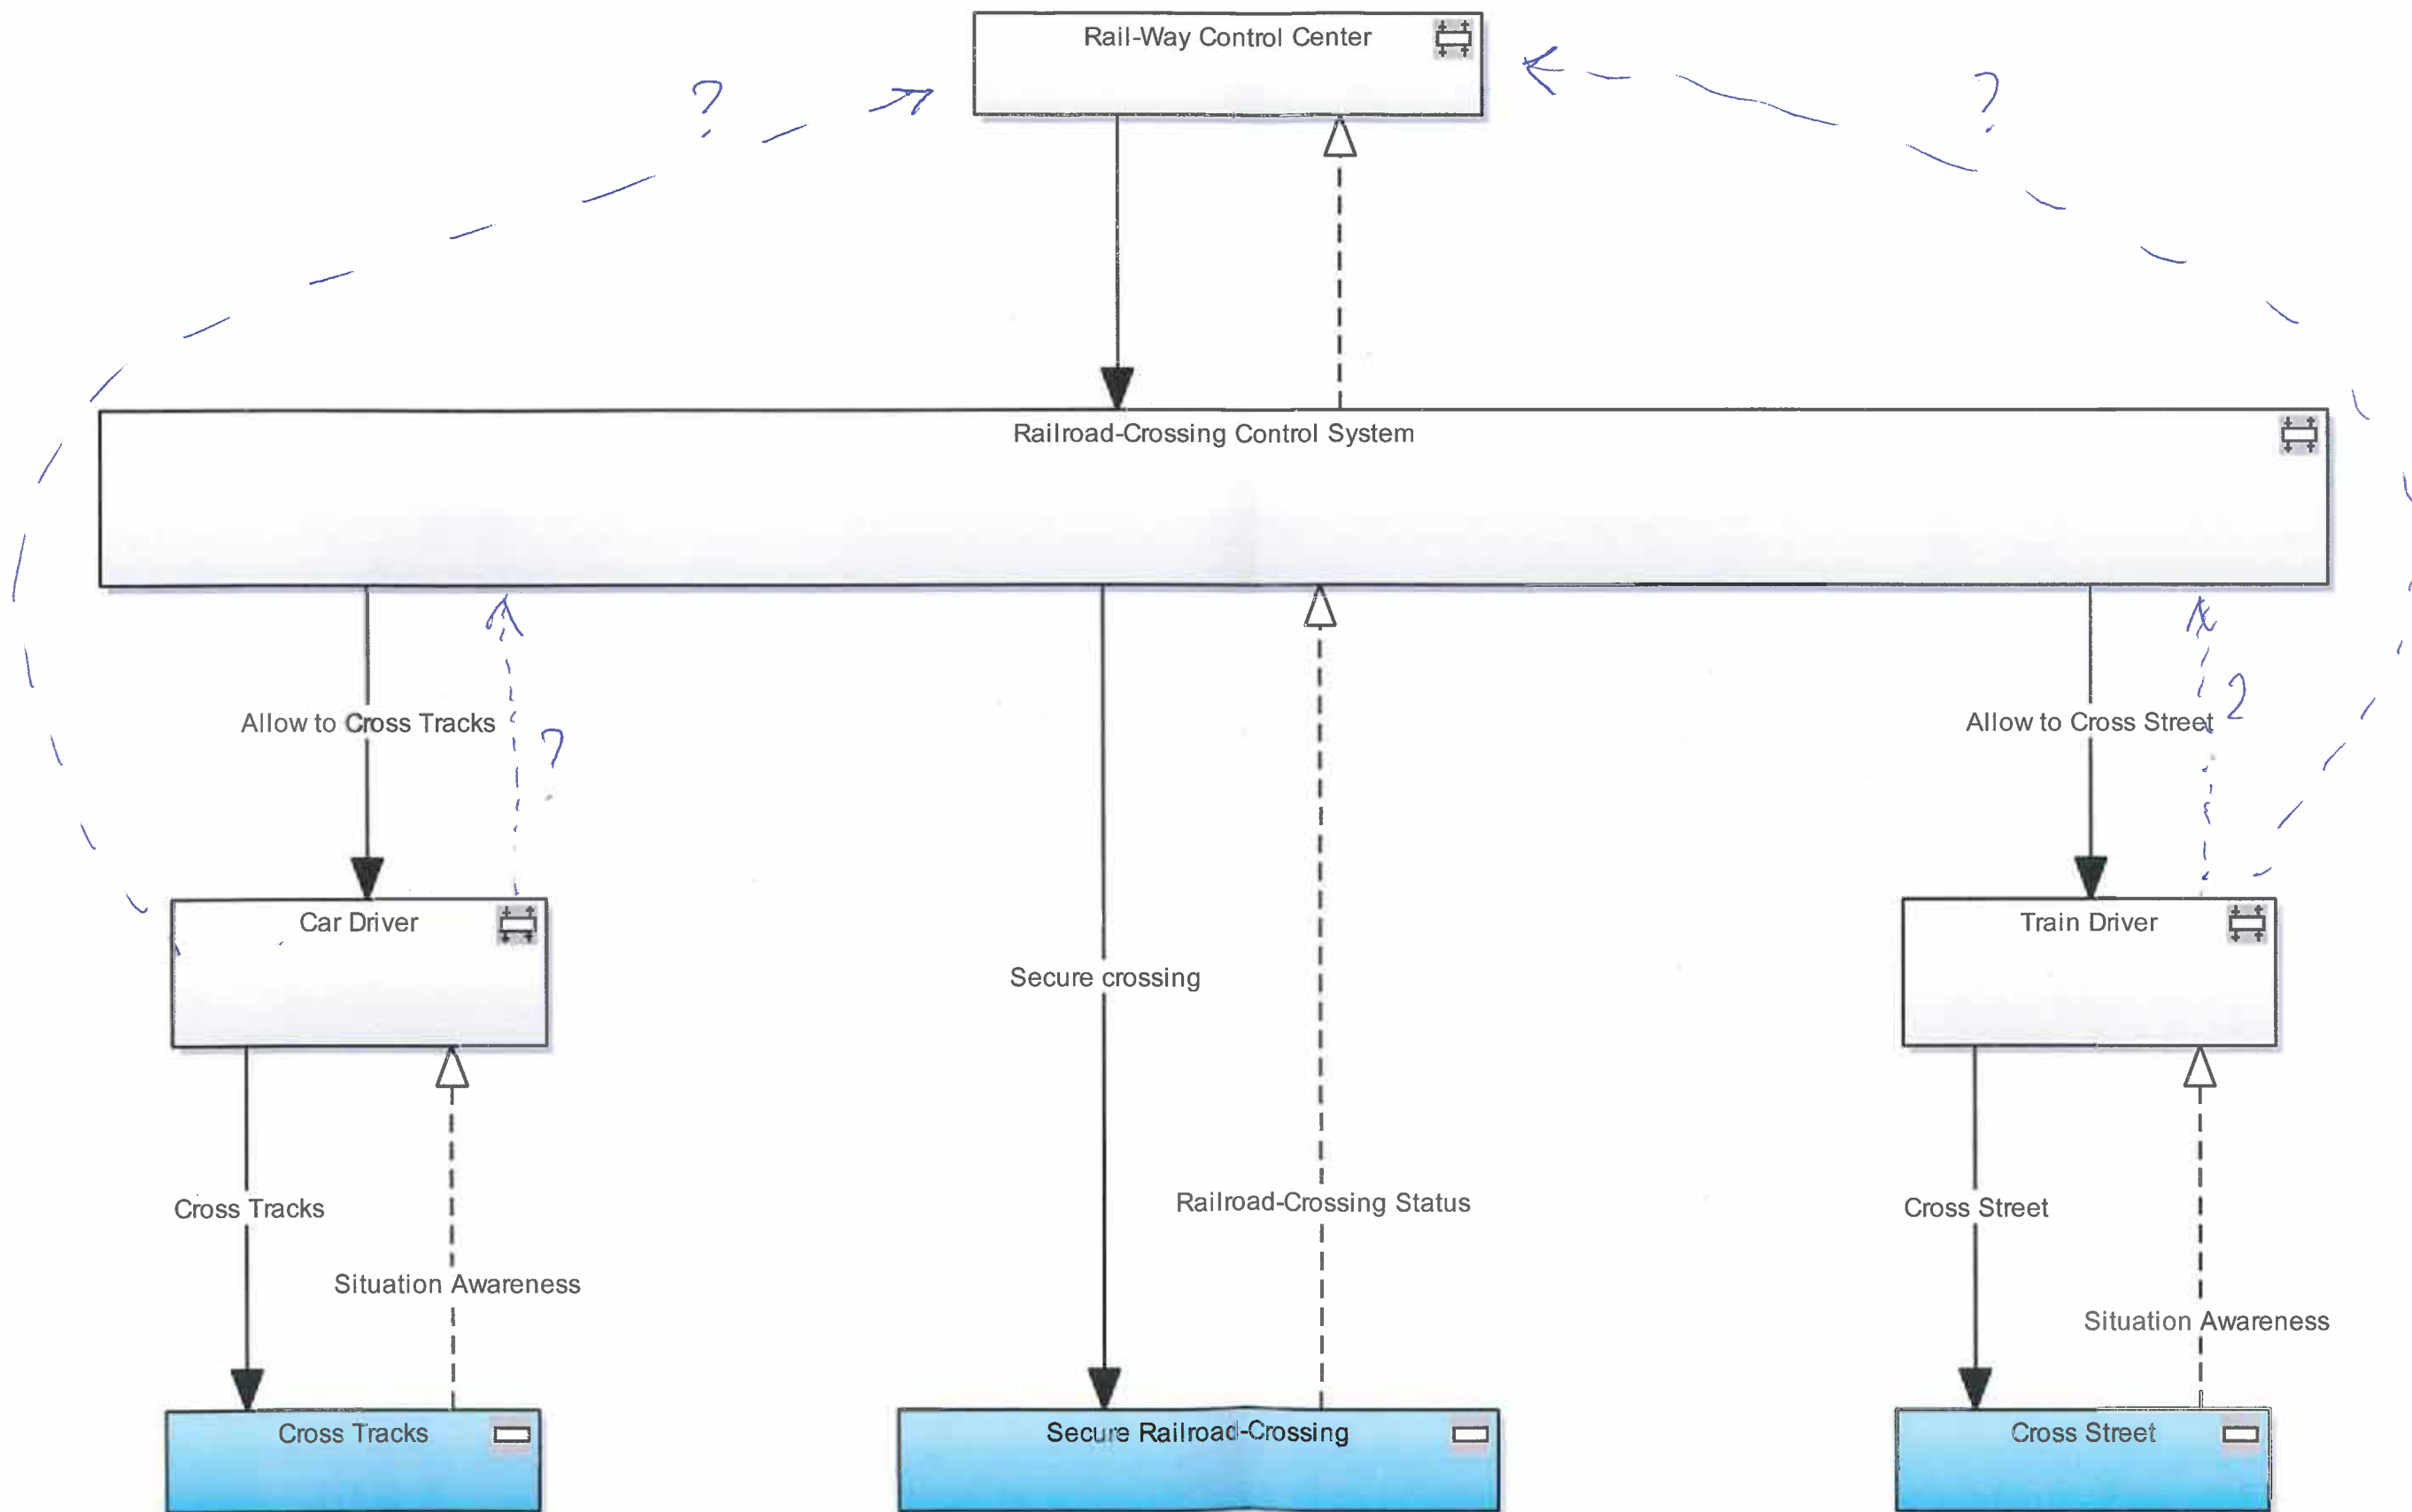 Rail-Way Control Center
?
?
Railroad-Crossing Control System
Allow to Cross Tracks
?
Allow to Cross Street
?
Car Driver
Train Driver
Secure crossing
Cross Tracks
Railroad-Crossing Status
Cross Street
Situation Awareness
Situation Awareness
Cross Tracks
Secure Railroad-Crossing
Cross Street